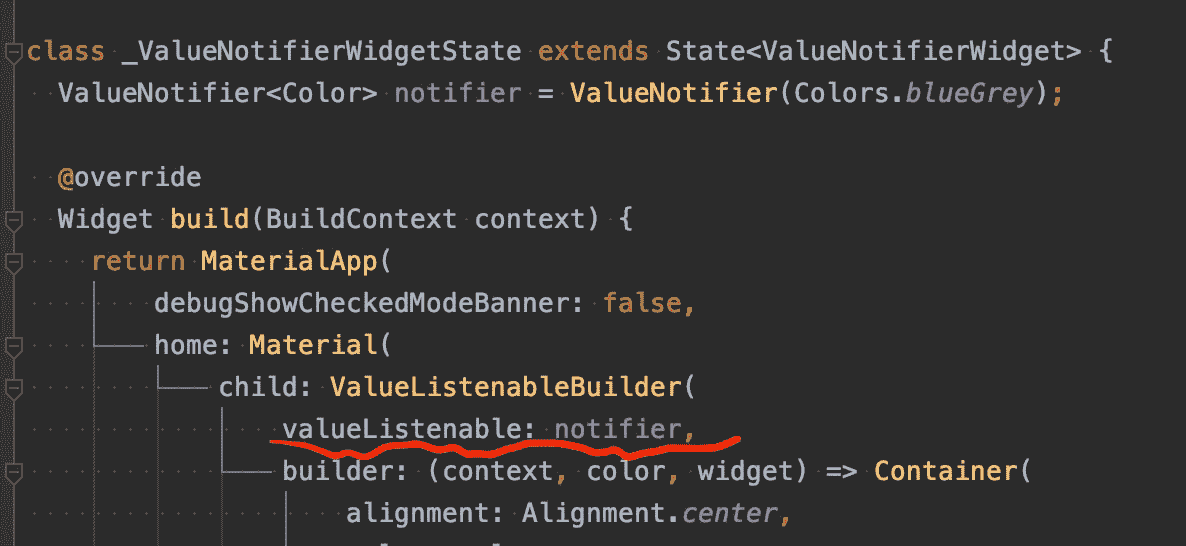 class _ValueNotifierWidgetState extends State<ValueNotifierWidget> {
ValueNotifier<Color> notifier = ValueNotifier(Colors.blueGrey);
@override
Widget build(BuildContext context) {
return MaterialApp(
debugShowCheckedModeBanner: false,
home: Material(
child: ValueListenableBuilder(
valueListenable: notifier,
builder: (context, color, widget) => Container(
alignment: Alignment.center,